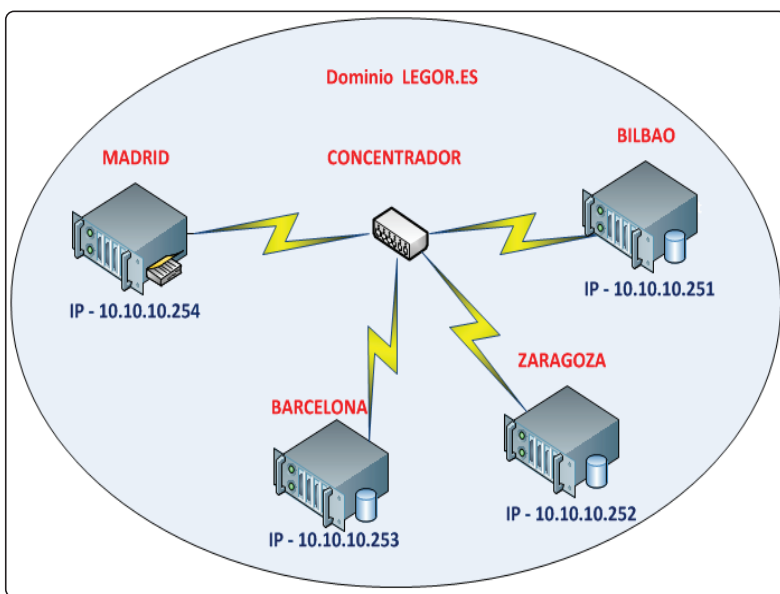 Dominio LEGOR.ES
MADRID
CONCENTRADOR
BILBAO
IP - 10.10.10.254
IP - 10.10.10.251
ZARAGOZA
BARCELONA
IP - 10.10.10.252
IP - 10.10.10.253